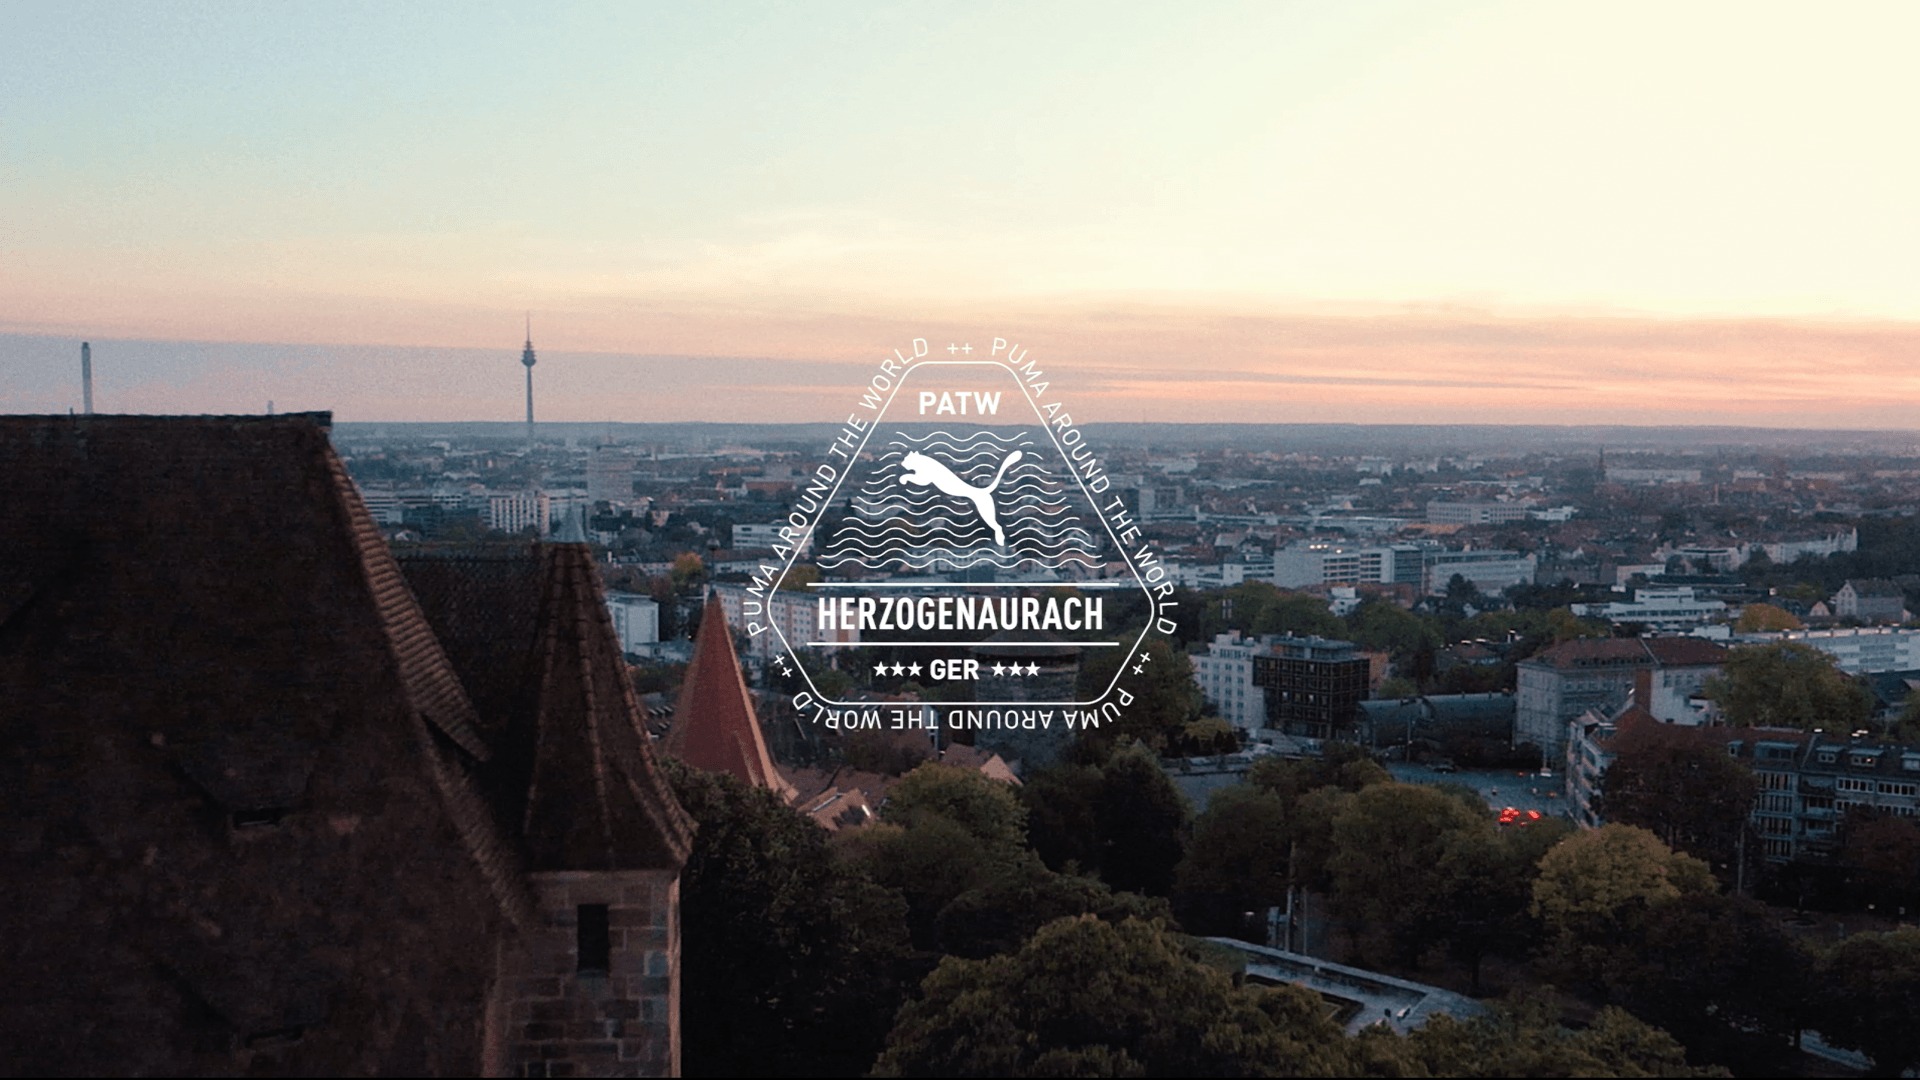 PUMA AROUND THE WORLD ++ PUMA AROUND THE WORLD ++ PUMA AROUND THE WORLD ++
PATW
HERZOGENAURACH
★★★ GER ★★★